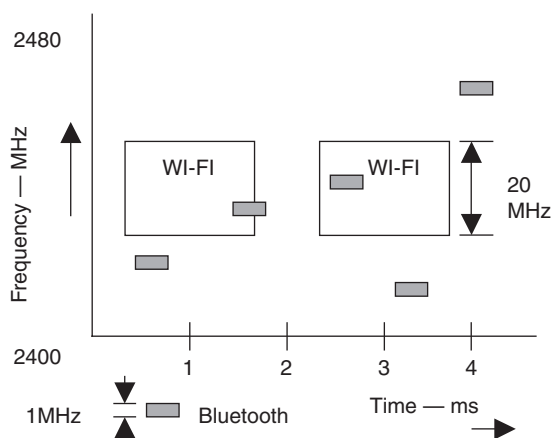 2480
WI-FI
WI-FI
20
MHz
Frequency — MHz
2400
1
2
3
4
1MHz
Bluetooth
Time — ms